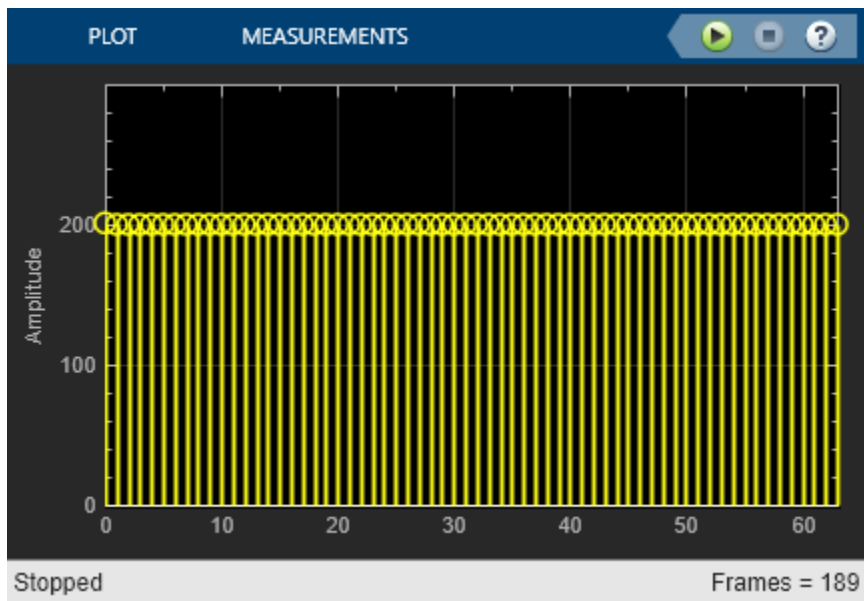 PLOT MEASUREMENTS ?
200
100
0
Amplitude
0 10 20 30 40 50 60
Stopped Frames = 189